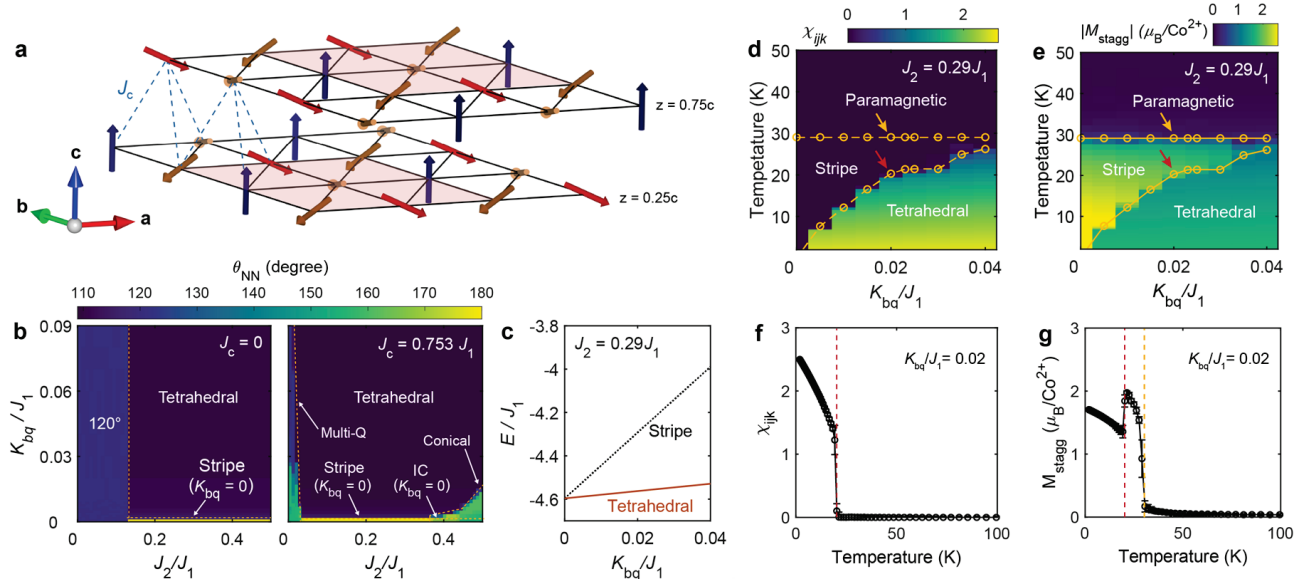 a
J_c
z = 0.75c
z = 0.25c
c
b
a
d
χ_ijk
0 1 2
J_2 = 0.29J_1
Paramagnetic
Stripe
Tetrahedral
Tempetature (K)
50
40
30
20
10
0 0.02 0.04
K_bq/J_1
e
|M_stagg| (μ_B/Co^2+)
0 1 2
J_2 = 0.29J_1
Paramagnetic
Stripe
Tetrahedral
Tempetature (K)
50
40
30
20
10
0 0.02 0.04
K_bq/J_1
θ_NN (degree)
110 120 130 140 150 160 170 180
b
K_bq / J_1
0.09
0.06
0.03
0
J_c = 0
Tetrahedral
120°
Stripe
(K_bq = 0)
0 0.2 0.4
J_2/J_1
J_c = 0.753 J_1
Tetrahedral
Multi-Q
Conical
Stripe
(K_bq = 0)
IC
(K_bq = 0)
0 0.2 0.4
J_2/J_1
c
E / J_1
-3.8
-4
-4.2
-4.4
-4.6
J_2 = 0.29J_1
Stripe
Tetrahedral
0 0.02 0.04
K_bq/J_1
f
χ_ijk
3
2
1
0
K_bq/J_1= 0.02
0 50 100
Temperature (K)
g
M_stagg (μ_B/Co^2+)
3
2
1
0
K_bq/J_1= 0.02
0 50 100
Temperature (K)